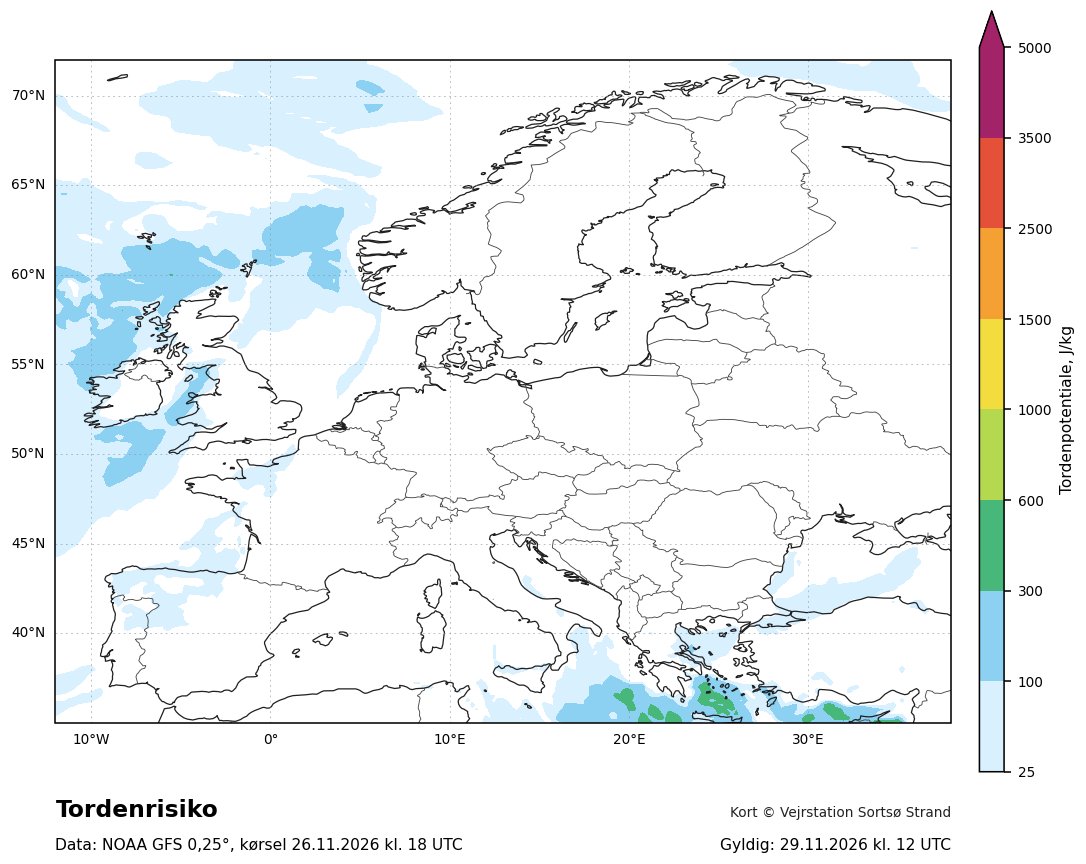 5000
3500
2500
1500
1000
600
300
100
25
Tordenpotentiale, J/kg
70°N
65°N
60°N
55°N
50°N
45°N
40°N
10°W
0°
10°E
20°E
30°E
Tordenrisiko
Kort © Vejrstation Sortsø Strand
Data: NOAA GFS 0,25°, kørsel 26.11.2026 kl. 18 UTC
Gyldig: 29.11.2026 kl. 12 UTC